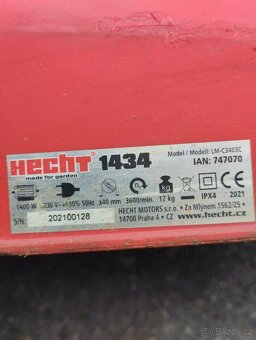 HECHT 1434
made for garden
Model / Modell: LM-C3403C
IAN: 747070
kg
IPX4
2021
1400 W
230 V~ +/-10% 50Hz
340 mm
3600/min.
12 kg
S/N:
202100128
HECHT MOTORS s.r.o. • Za Mlýnem 1562/25 •
14700 Praha 4 • CZ
www.hecht.cz
bazos.cz